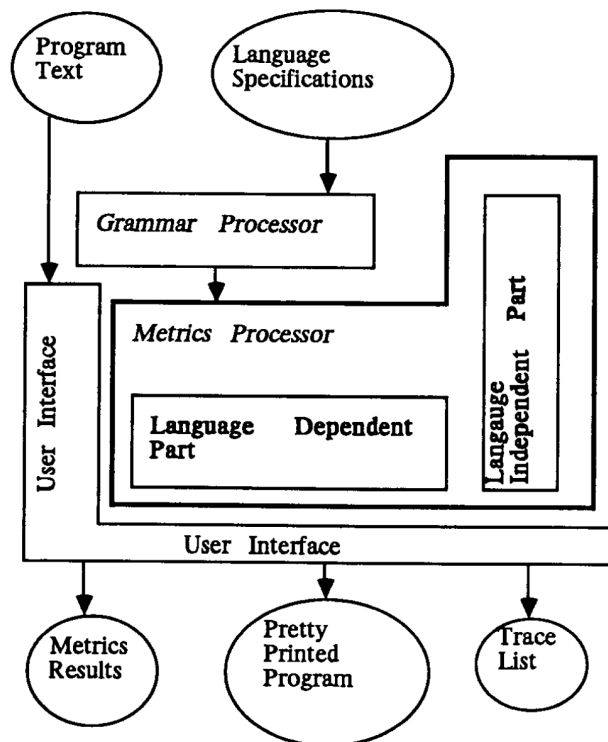 Program
Text
Language
Specifications
Grammar Processor
Metrics Processor
Language Dependent
Part
Langauge
Independent Part
User Interface
User Interface
Metrics
Results
Pretty
Printed
Program
Trace
List